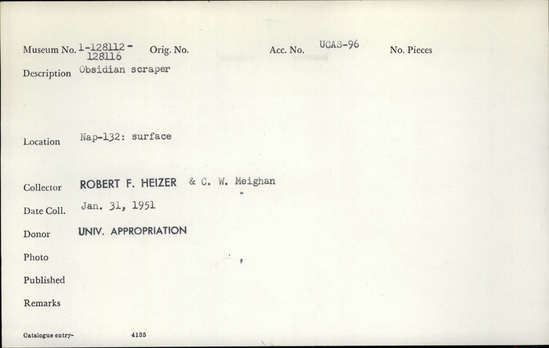 Museum No. 1-128112- Orig. No. Acc. No. UCAS-96 No. Pieces
128116
Description Obsidian scraper
Location Nap-132: surface
Collector ROBERT F. HEIZER & C. W. Meighan
Date Coll. Jan. 31, 1951
Donor UNIV. APPROPRIATION
Photo
Published
Remarks
Catalogue entry- 4155